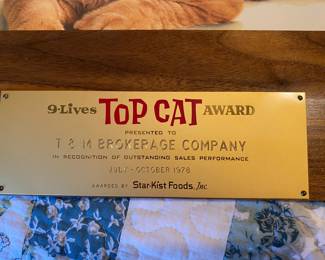 9-Lives TOP CAT AWARD
PRESENTED TO
T & M BROKERAGE COMPANY
IN RECOGNITION OF OUTSTANDING SALES PERFORMANCE
JULY - OCTOBER 1978
AWARDED BY Star-Kist Foods, Inc.